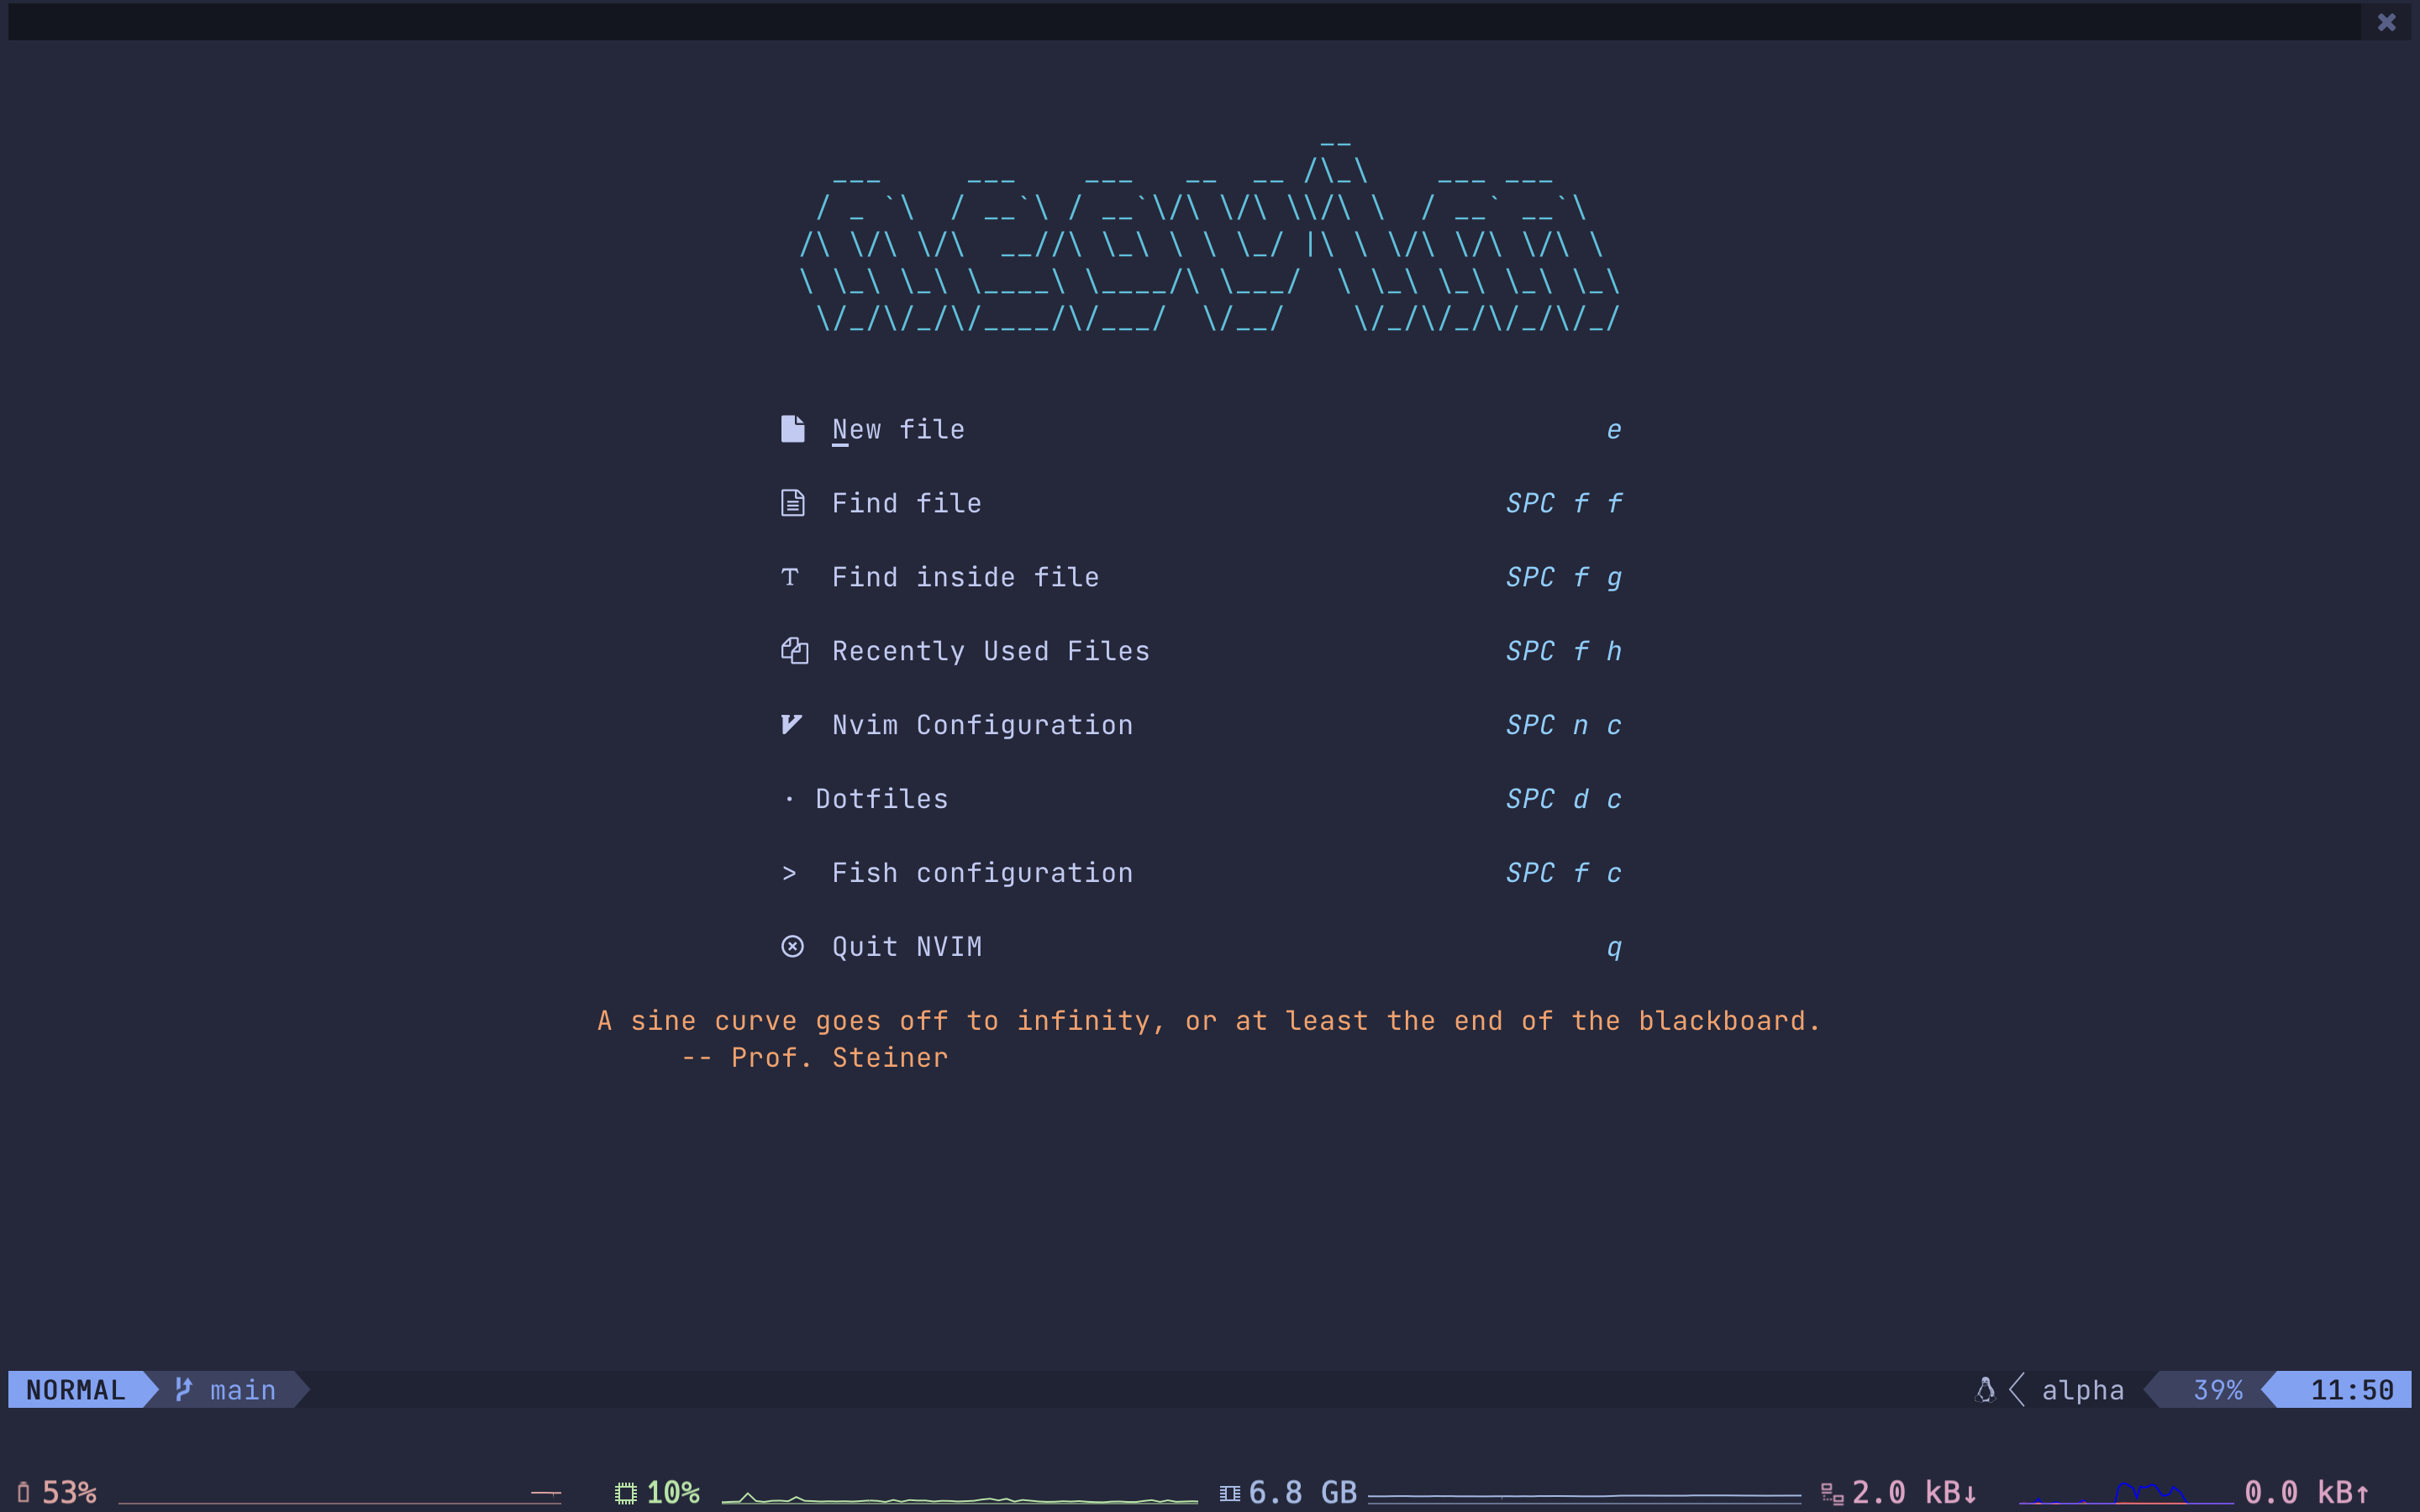 neovim
New file e
Find file SPC f f
Find inside file SPC f g
Recently Used Files SPC f h
Nvim Configuration SPC n c
· Dotfiles SPC d c
> Fish configuration SPC f c
Quit NVIM q
A sine curve goes off to infinity, or at least the end of the blackboard.
-- Prof. Steiner
NORMAL main alpha 39% 11:50
53% 10% 6.8 GB 2.0 kB↓ 0.0 kB↑